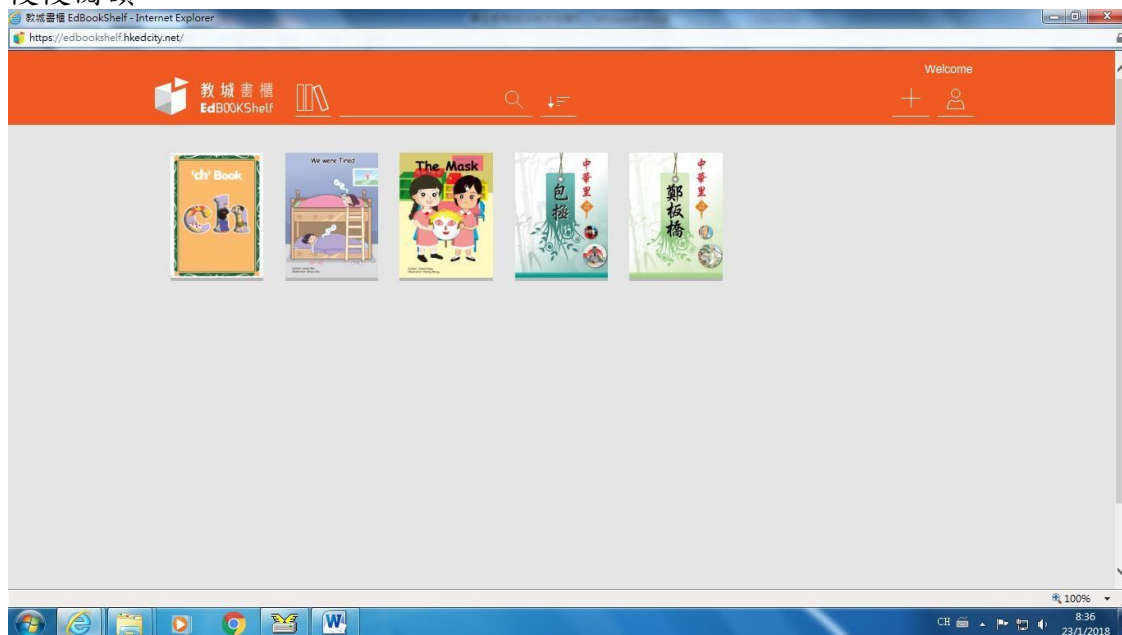 教城書櫃 EdBookShelf - Internet Explorer
https://edbookshelf.hkedcity.net/
Welcome
教城書櫃
EdBOOKShelf
'ch' Book
ch
We were Tired
The Mask
中華里
包拯
中華里
鄭板橋
100%
CH
8:36
23/1/2018